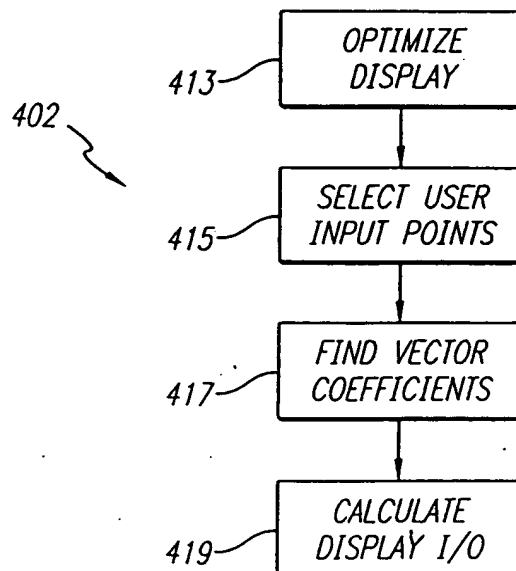 OPTIMIZE
DISPLAY
413
402
SELECT USER
INPUT POINTS
415
FIND VECTOR
COEFFICIENTS
417
CALCULATE
DISPLAY I/O
419